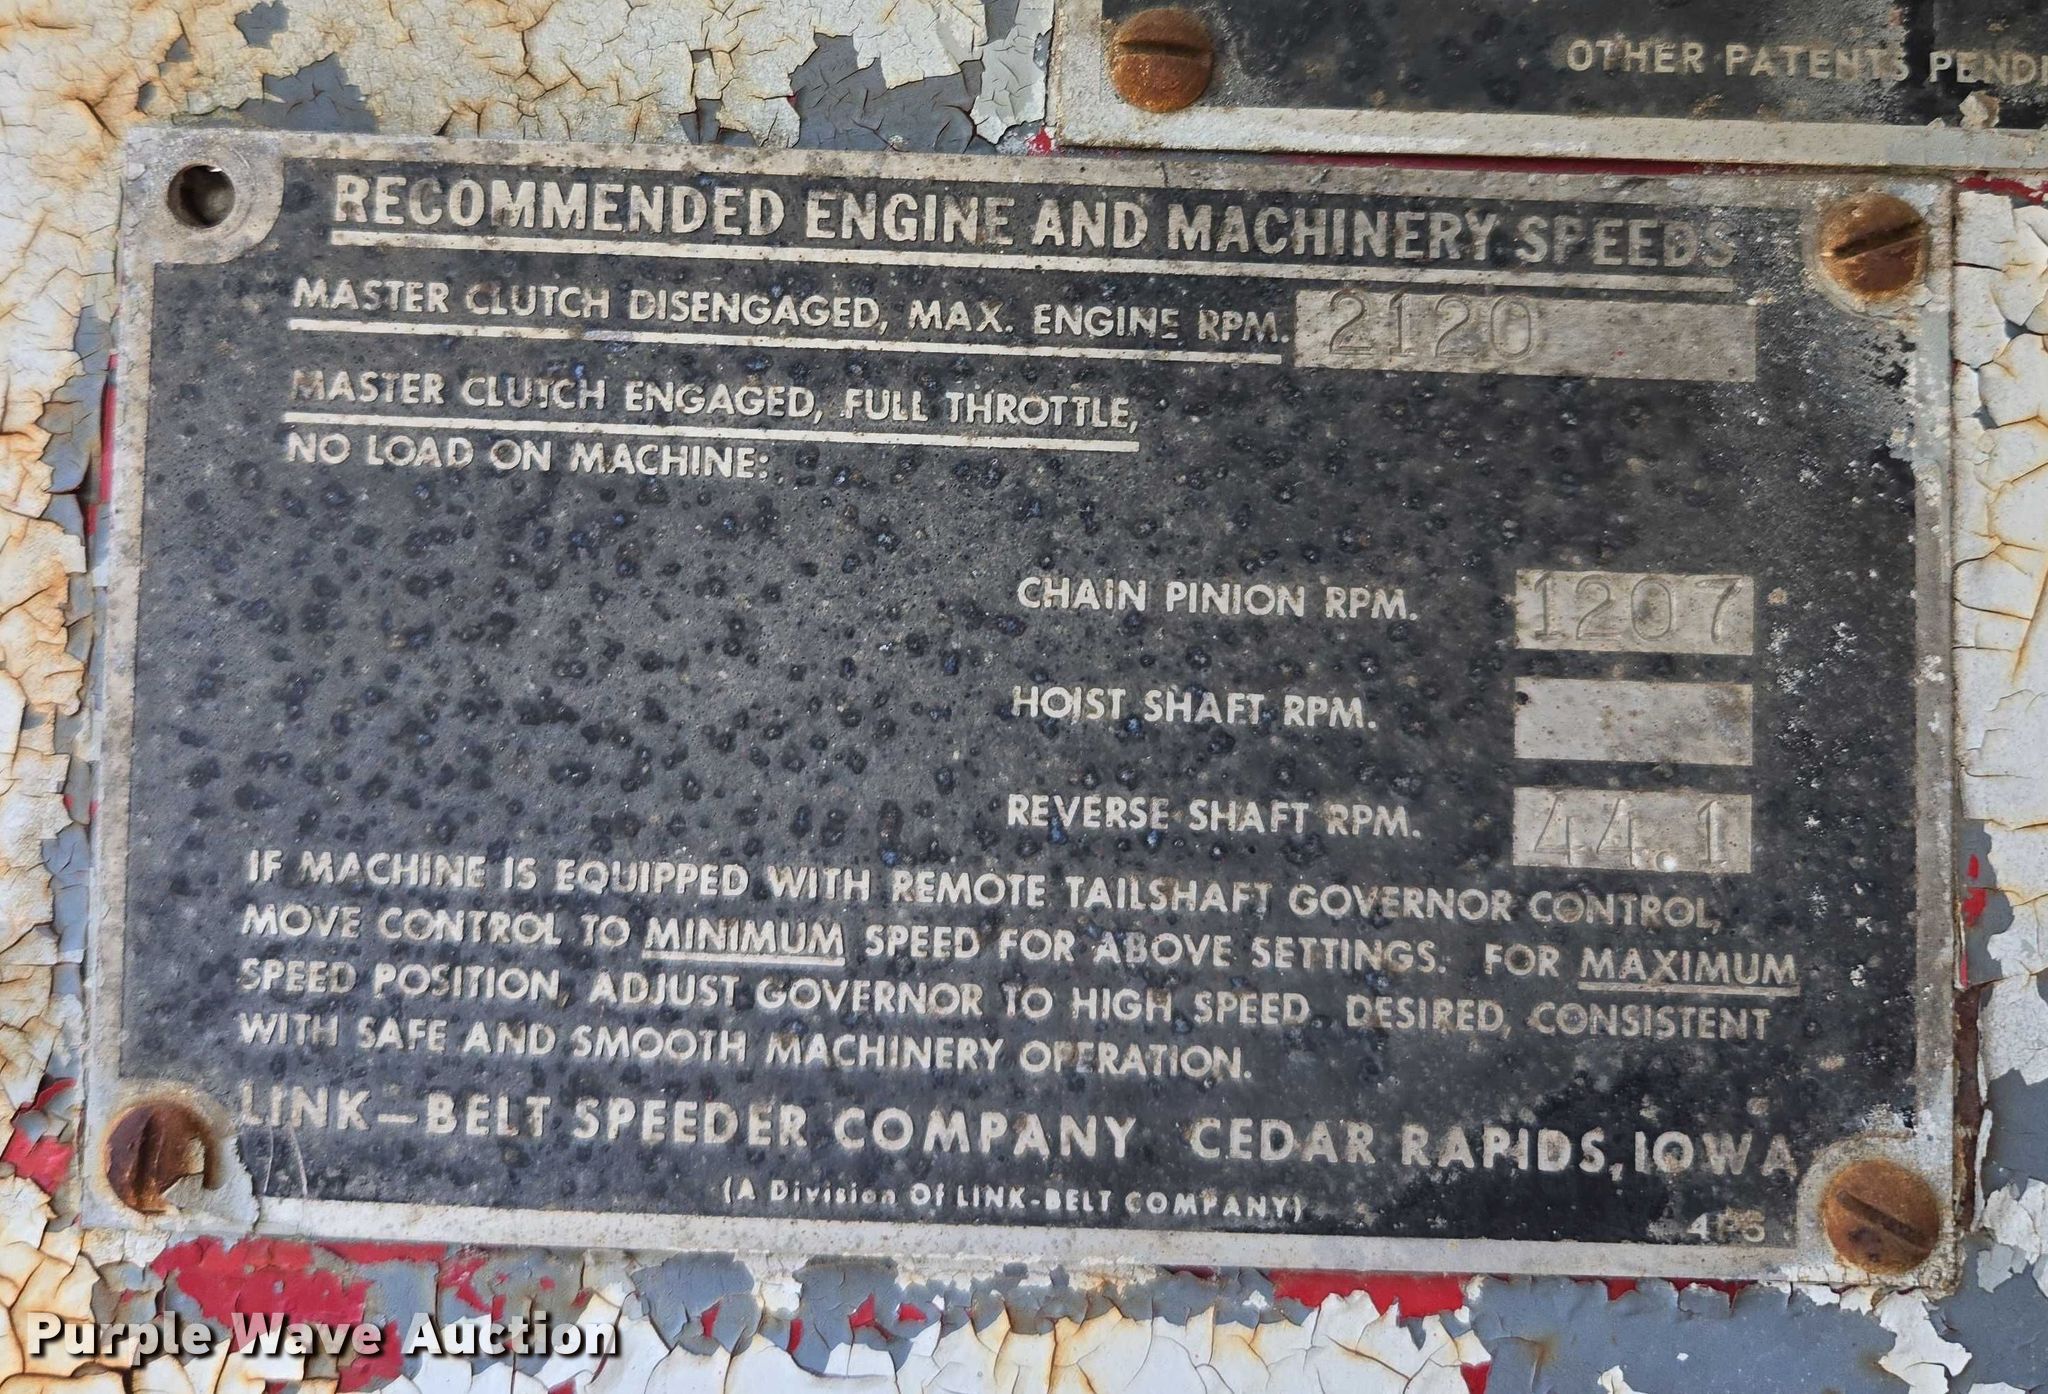 OTHER PATENTS PENDI
RECOMMENDED ENGINE AND MACHINERY SPEEDS
MASTER CLUTCH DISENGAGED, MAX. ENGINE RPM. 2120
MASTER CLUTCH ENGAGED, FULL THROTTLE,
NO LOAD ON MACHINE:
CHAIN PINION RPM. 1207
HOIST SHAFT RPM.
REVERSE SHAFT RPM. 44.1
IF MACHINE IS EQUIPPED WITH REMOTE TAILSHAFT GOVERNOR CONTROL,
MOVE CONTROL TO MINIMUM SPEED FOR ABOVE SETTINGS. FOR MAXIMUM
SPEED POSITION, ADJUST GOVERNOR TO HIGH SPEED DESIRED, CONSISTENT
WITH SAFE AND SMOOTH MACHINERY OPERATION.
LINK-BELT SPEEDER COMPANY CEDAR RAPIDS, IOWA
(A Division Of LINK-BELT COMPANY)
Purple Wave Auction